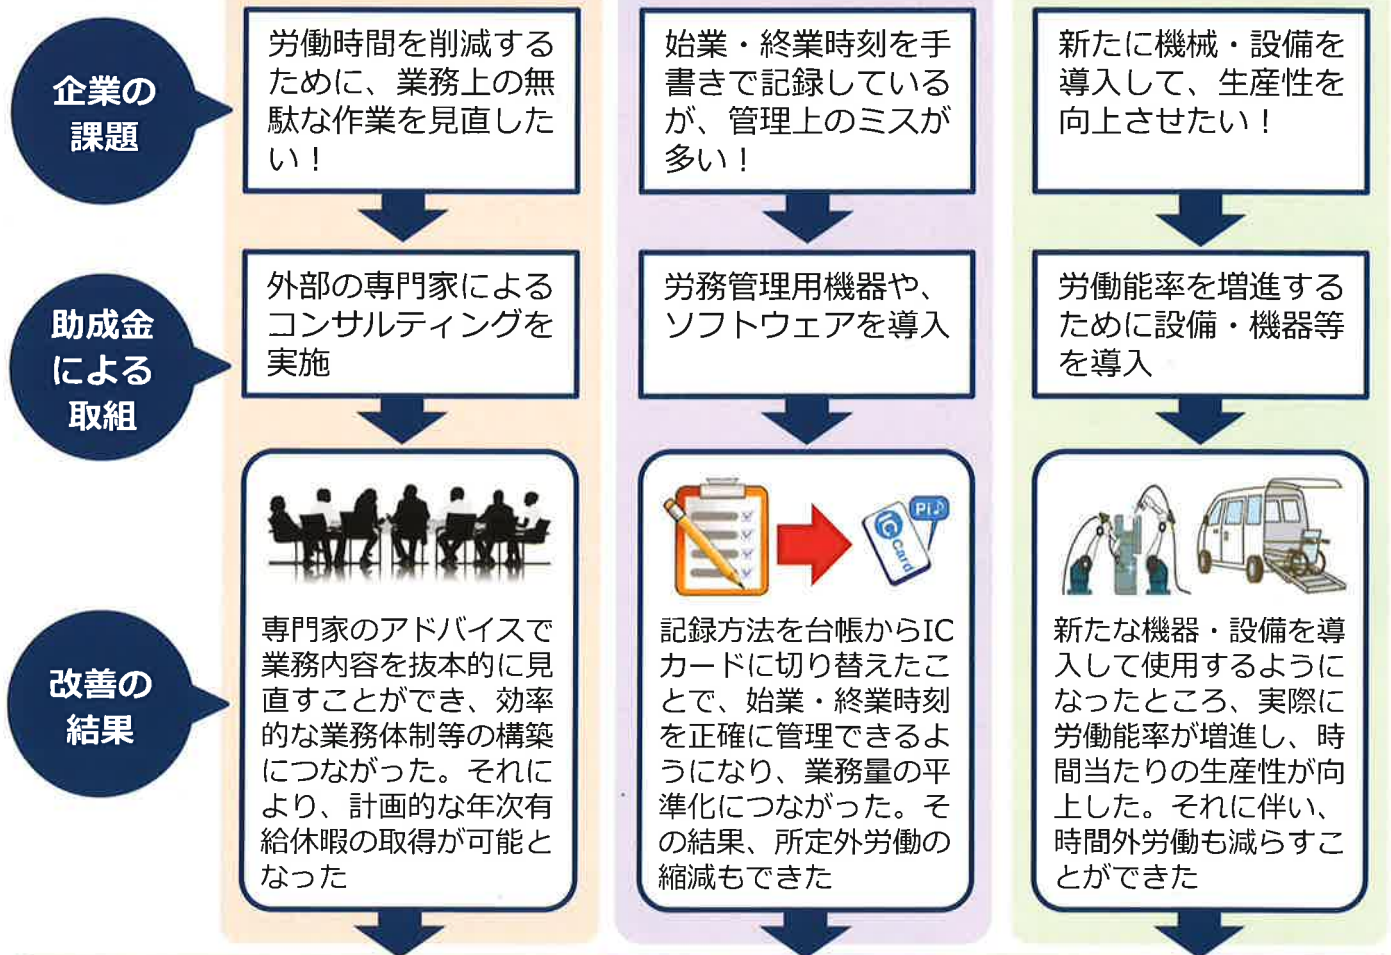 企業の
課題
労働時間を削減する
ために、業務上の無
駄な作業を見直した
い！
始業・終業時刻を手
書きで記録している
が、管理上のミスが
多い！
新たに機械・設備を
導入して、生産性を
向上させたい！
助成金
による
取組
外部の専門家による
コンサルティングを
実施
労務管理用機器や、
ソフトウェアを導入
労働能率を増進する
ために設備・機器等
を導入
改善の
結果
専門家のアドバイスで
業務内容を抜本的に見
直すことができ、効率
的な業務体制等の構築
につながった。それに
より、計画的な年次有
給休暇の取得が可能と
なった
Pi♪
IC
Card
記録方法を台帳からIC
カードに切り替えたこ
とで、始業・終業時刻
を正確に管理できるよ
うになり、業務量の平
準化につながった。そ
の結果、所定外労働の
縮減もできた
新たな機器・設備を導
入して使用するように
なったところ、実際に
労働能率が増進し、時
間当たりの生産性が向
上した。それに伴い、
時間外労働も減らすこ
とができた